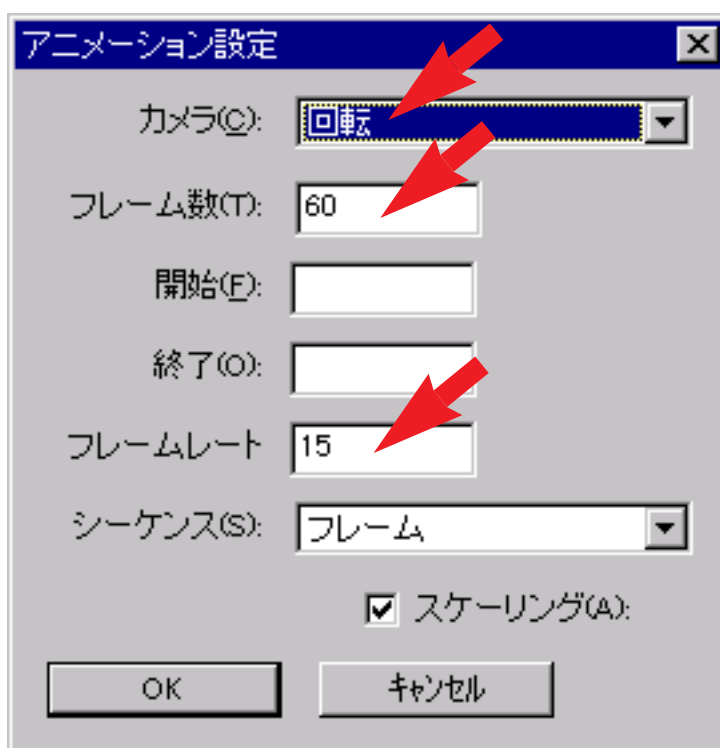 アニメーション設定
カメラ(C): 回転
フレーム数(T): 60
開始(F):
終了(O):
フレームレート 15
シーケンス(S): フレーム
スケーリング(A):
OK キャンセル